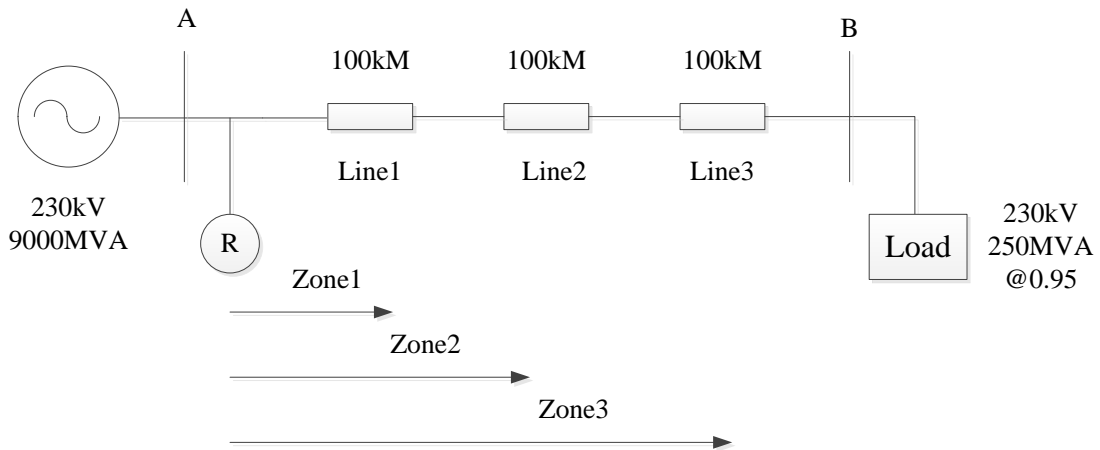 A
B
100kM
100kM
100kM
Line1
Line2
Line3
230kV
9000MVA
R
Load
230kV
250MVA
@0.95
Zone1
Zone2
Zone3